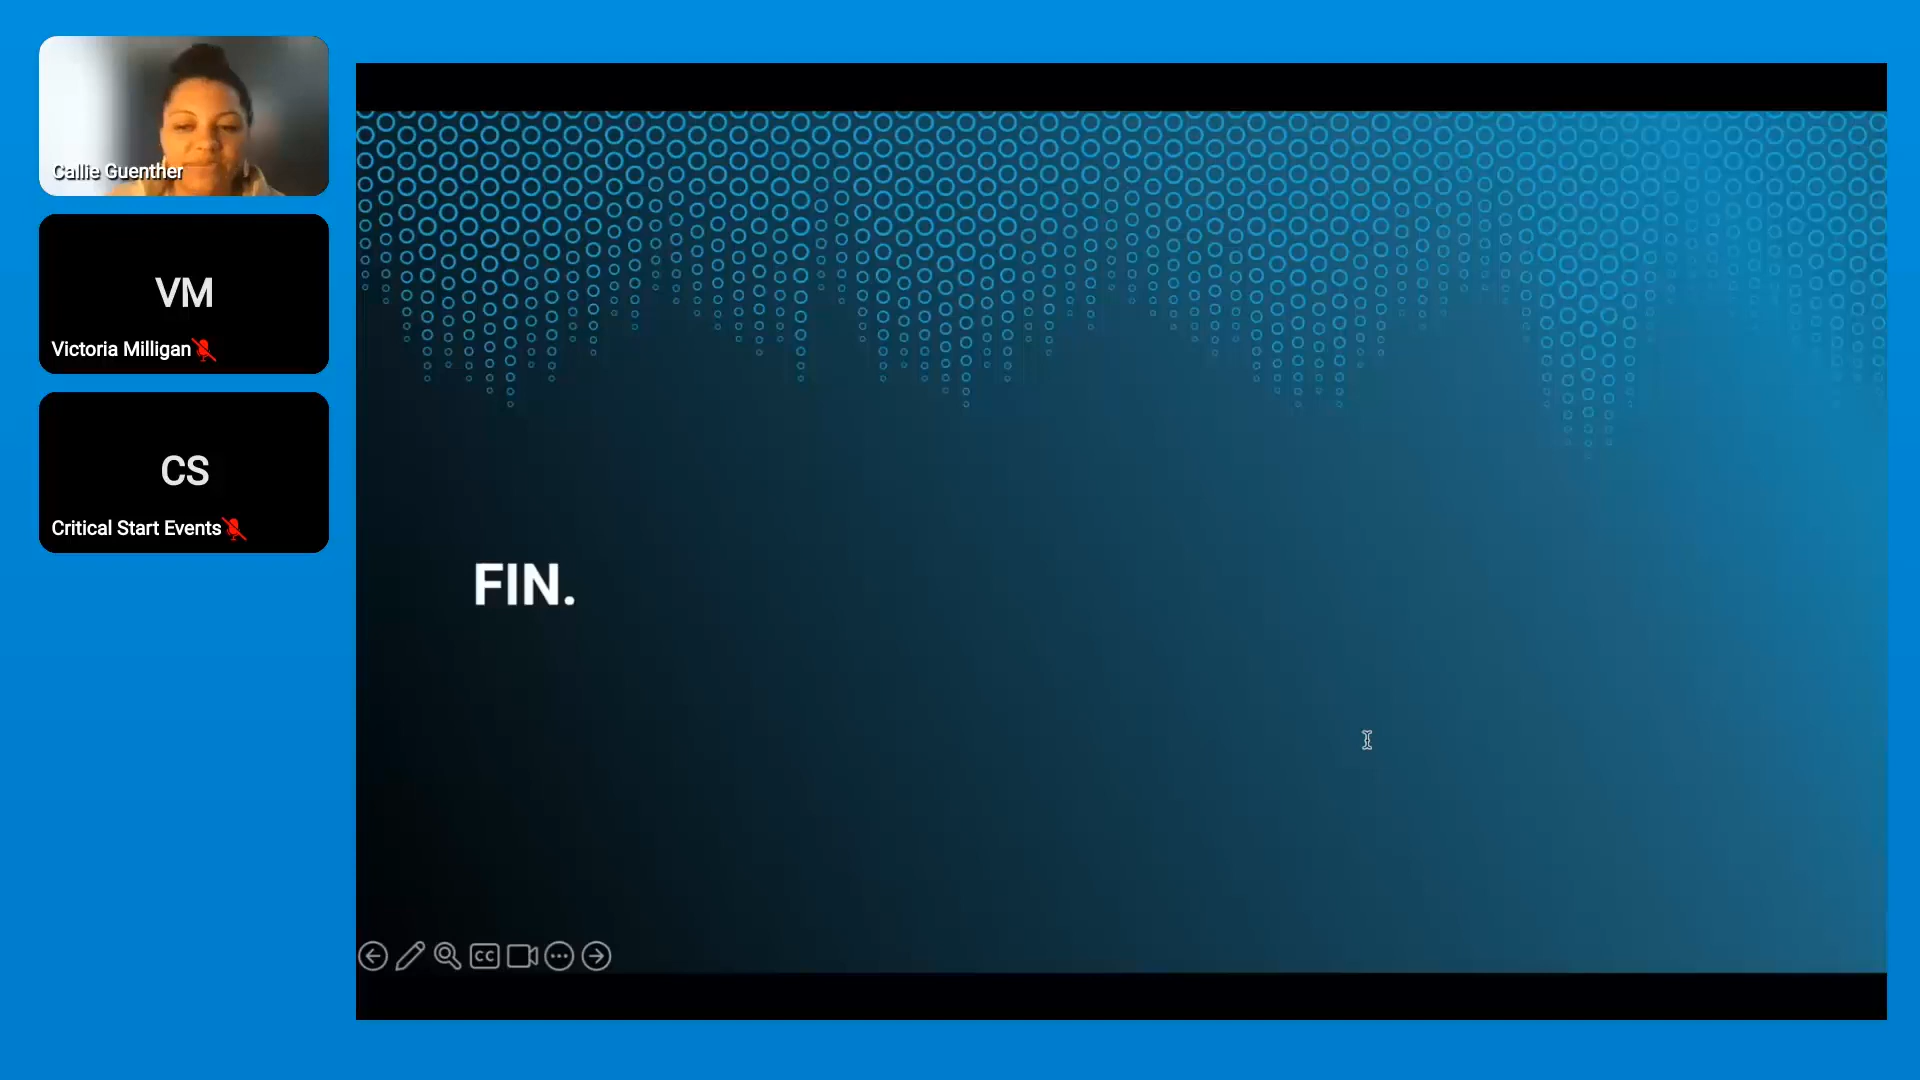 Callie Guenther
VM
Victoria Milligan
CS
Critical Start Events
FIN.
CC